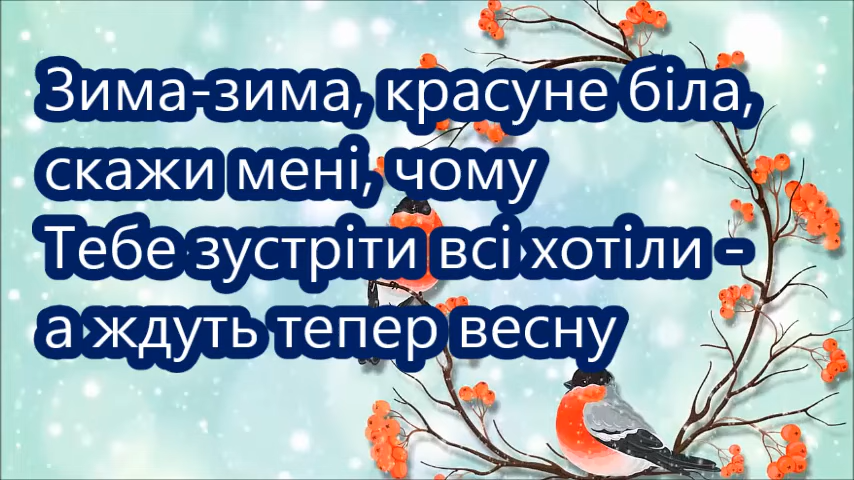 Зима-зима, красуне біла,
скажи мені, чому
Тебе зустріти всі хотіли -
а ждуть тепер весну